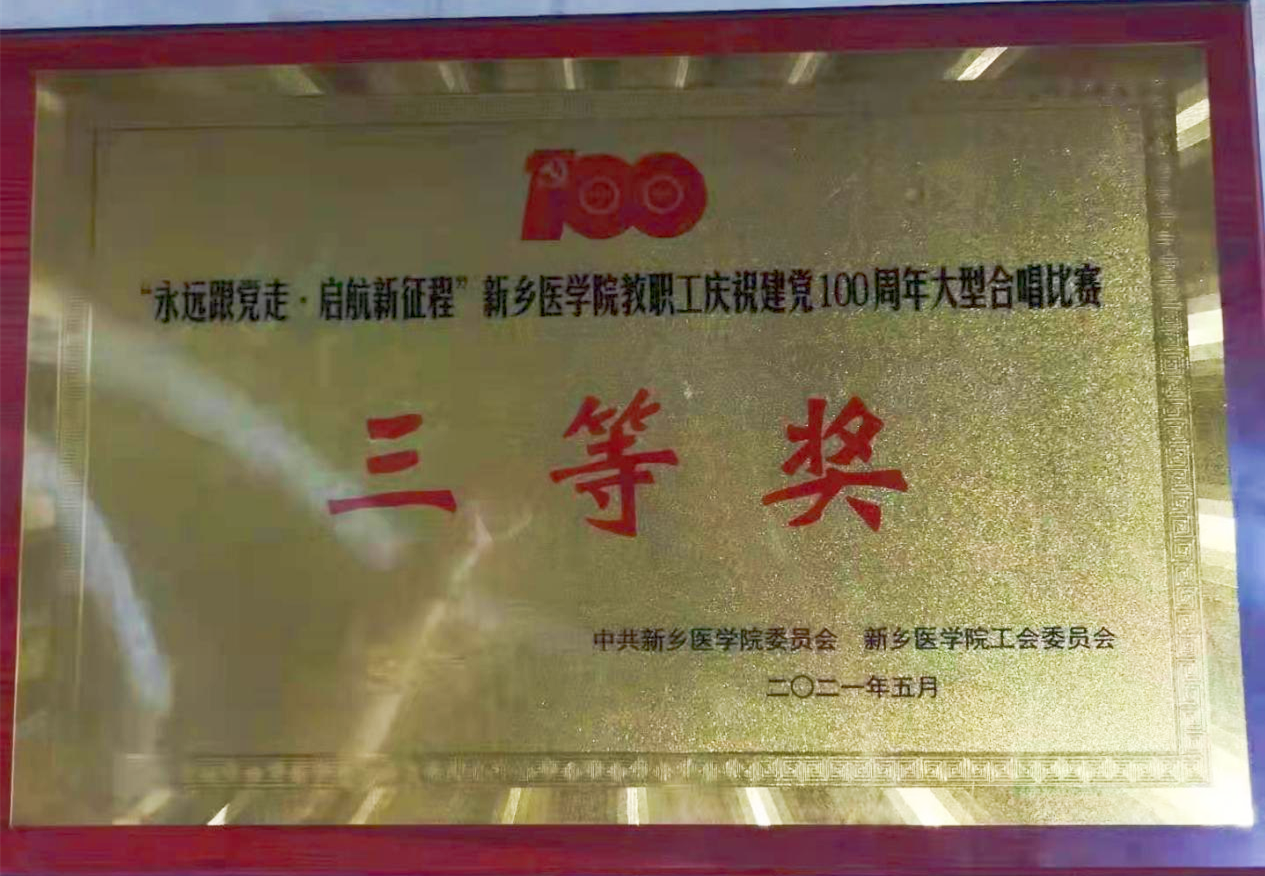 100
“永远跟党走·启航新征程”新乡医学院教职工庆祝建党100周年大型合唱比赛
三等奖
中共新乡医学院委员会 新乡医学院工会委员会
二〇二一年五月